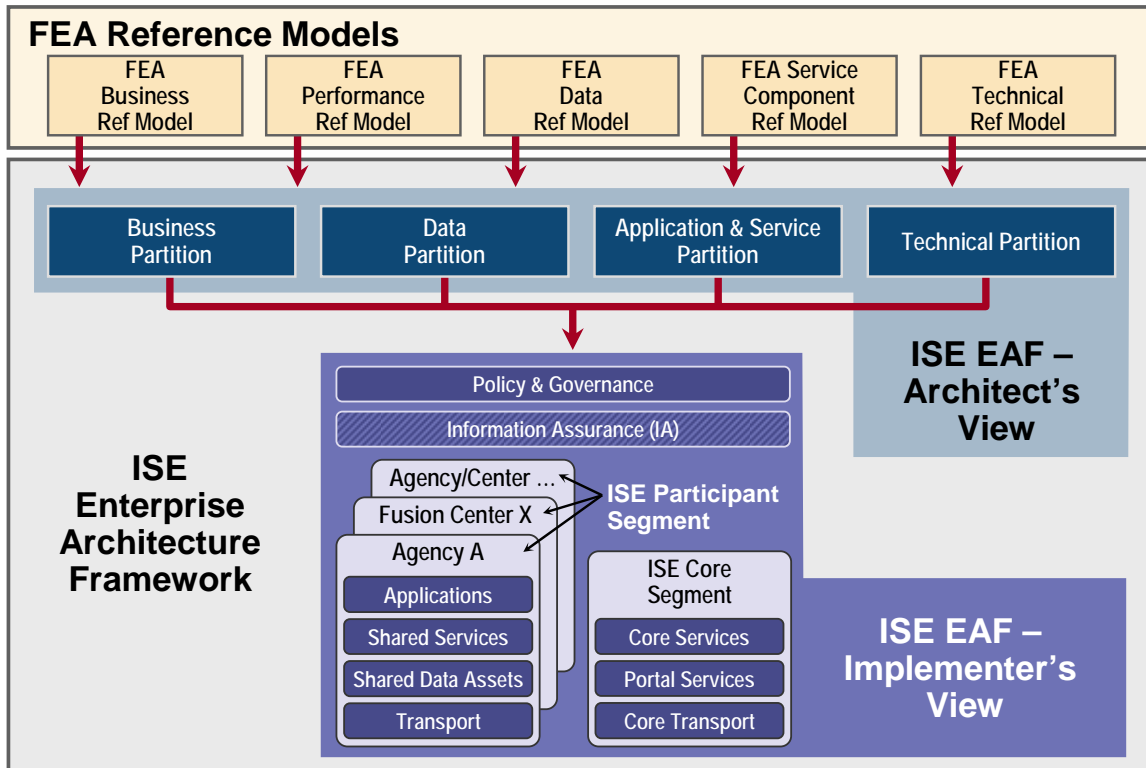 FEA Reference Models
FEA
Business
Ref Model
FEA
Performance
Ref Model
FEA
Data
Ref Model
FEA Service
Component
Ref Model
FEA
Technical
Ref Model
Business
Partition
Data
Partition
Application & Service
Partition
Technical Partition
ISE EAF –
Architect's
View
ISE
Enterprise
Architecture
Framework
Policy & Governance
Information Assurance (IA)
Agency/Center ...
Fusion Center X
Agency A
Applications
Shared Services
Shared Data Assets
Transport
ISE Participant
Segment
ISE Core
Segment
Core Services
Portal Services
Core Transport
ISE EAF –
Implementer's
View